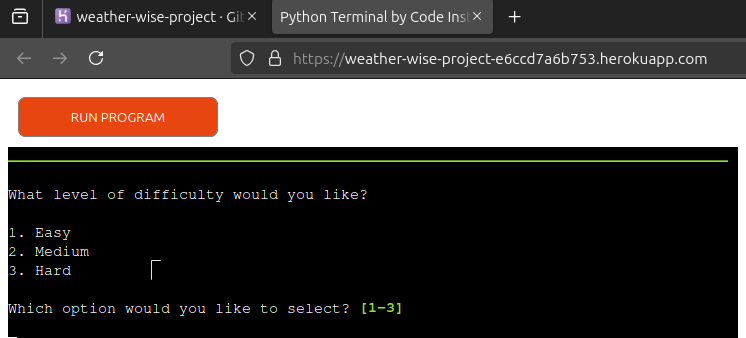 weather-wise-project · Git
Python Terminal by Code Inst
https://weather-wise-project-e6ccd7a6b753.herokuapp.com
RUN PROGRAM
What level of difficulty would you like?
1. Easy
2. Medium
3. Hard
Which option would you like to select? [1-3]